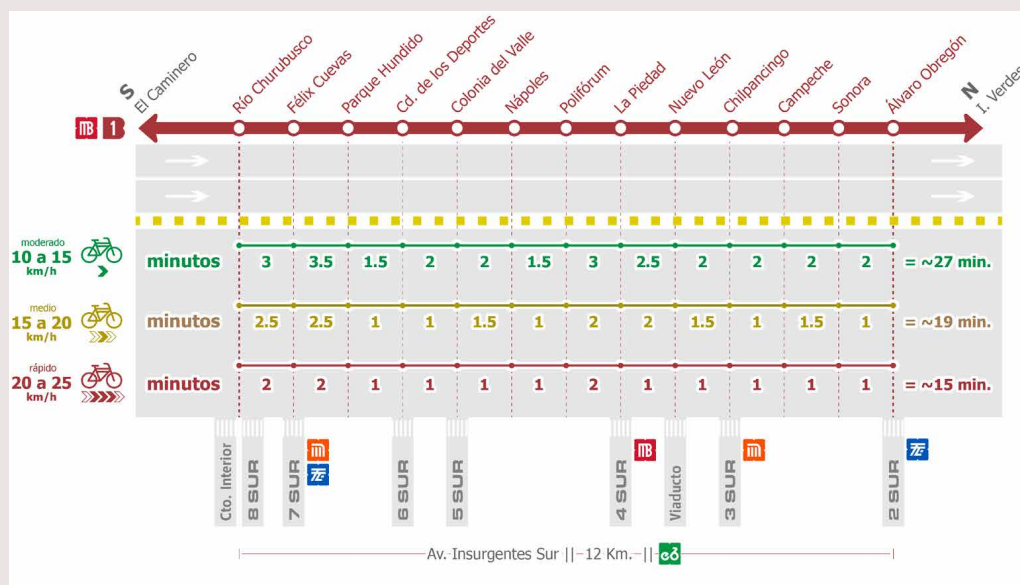 S
El Caminero
Río Churubusco
Félix Cuevas
Parque Hundido
Cd. de los Deportes
Colonia del Valle
Nápoles
Polifórum
La Piedad
Nuevo León
Chilpancingo
Campeche
Sonora
Álvaro Obregón
N
I. Verdes
MB 1
moderado
10 a 15
km/h
minutos 3 3.5 1.5 2 2 1.5 3 2.5 2 2 2 2 = ~27 min.
medio
15 a 20
km/h
minutos 2.5 2.5 1 1 1.5 1 2 2 1.5 1 1.5 1 = ~19 min.
rápido
20 a 25
km/h
minutos 2 2 1 1 1 1 2 1 1 1 1 1 = ~15 min.
Cto. Interior
8 SUR
7 SUR
TE
6 SUR
5 SUR
4 SUR
MB
Viaducto
3 SUR
2 SUR
TE
Av. Insurgentes Sur || 12 Km. ||